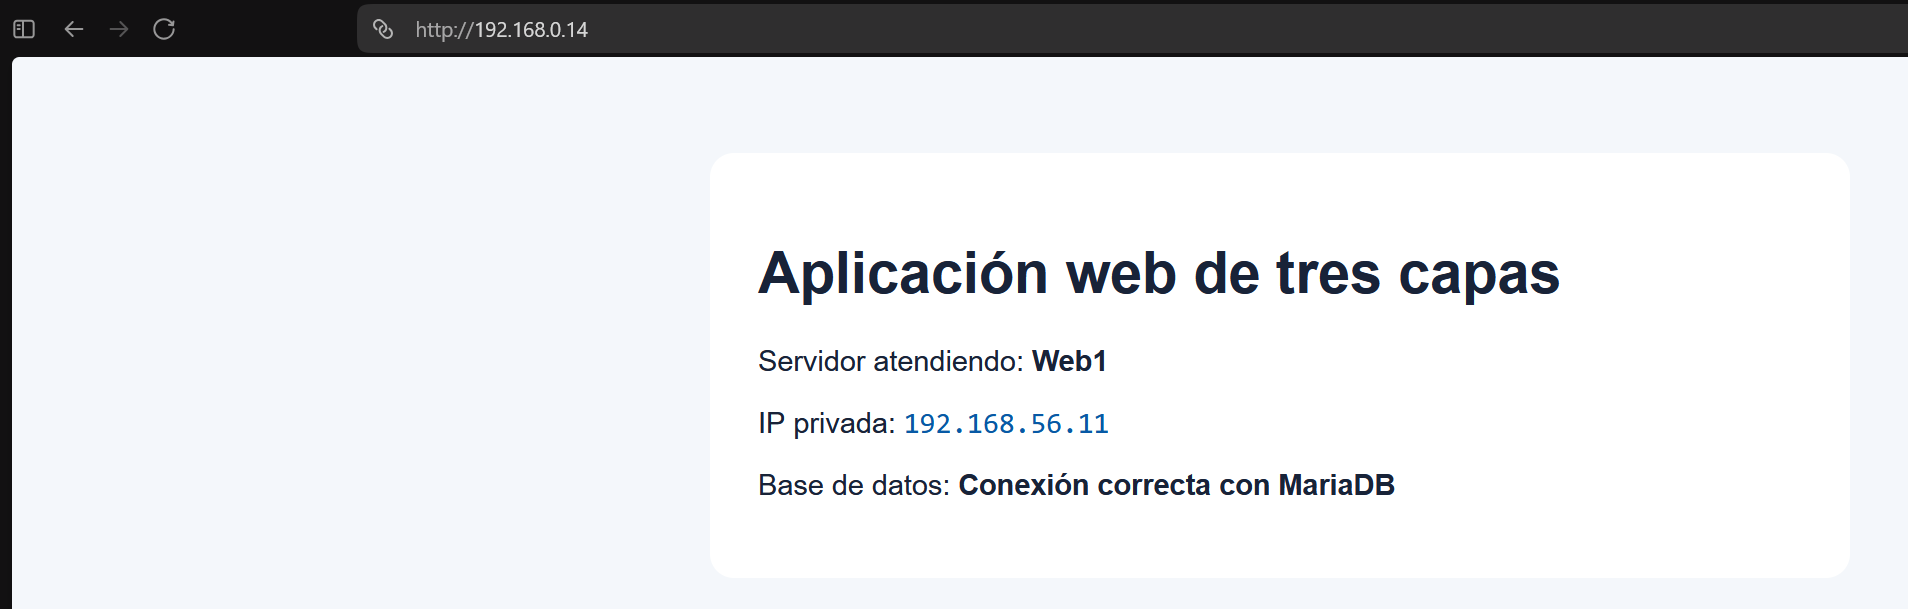 http://192.168.0.14
Aplicación web de tres capas
Servidor atendiendo: Web1
IP privada: 192.168.56.11
Base de datos: Conexión correcta con MariaDB